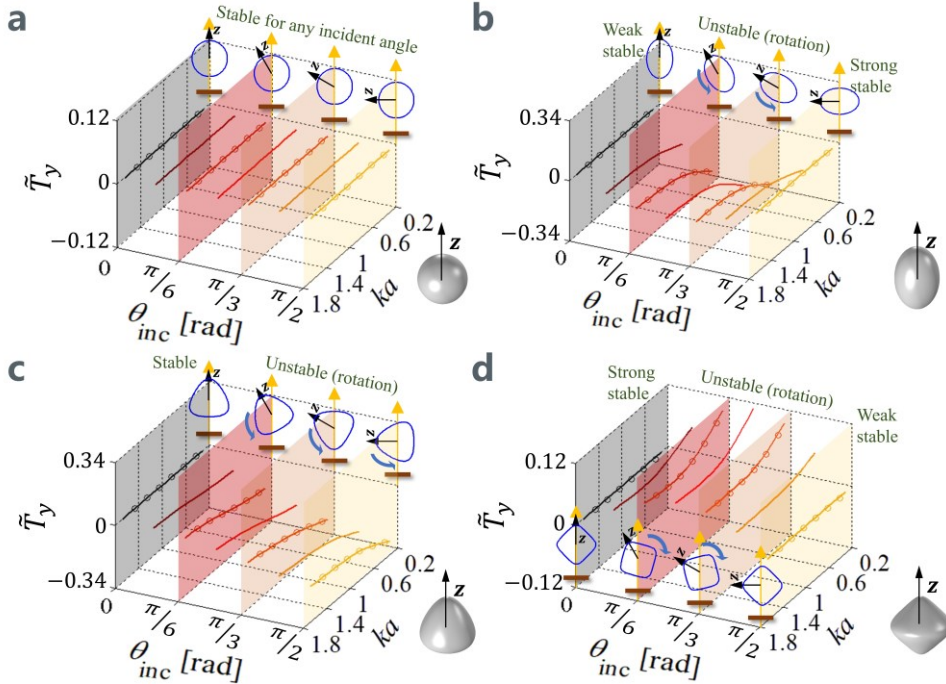 a
Stable for any incident angle
z
z
z
z
0.12
0
−0.12
T̃y
0
π/6
π/3
π/2
θinc [rad]
1.8
1.4
1
0.6
0.2
ka
z
b
Weak
stable
Unstable (rotation)
Strong
stable
z
z
z
z
0.34
0
−0.34
T̃y
0
π/6
π/3
π/2
θinc [rad]
1.8
1.4
1
0.6
0.2
ka
z
c
Stable
Unstable (rotation)
z
z
z
z
0.34
0
−0.34
T̃y
0
π/6
π/3
π/2
θinc [rad]
1.8
1.4
1
0.6
0.2
ka
z
d
Strong
stable
Unstable (rotation)
Weak
stable
0.12
0
−0.12
T̃y
z
z
z
z
0
π/6
π/3
π/2
θinc [rad]
1.8
1.4
1
0.6
0.2
ka
z